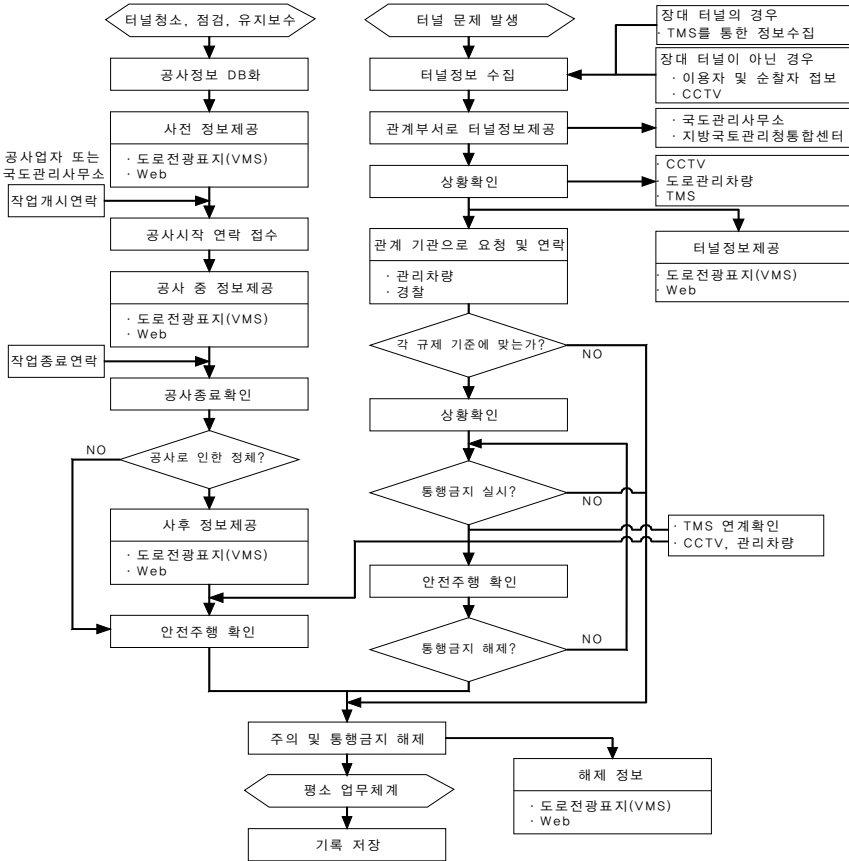 터널청소, 점검, 유지보수
공사정보 DB화
사전 정보제공
· 도로전광표지(VMS)
· Web
공사업자 또는
국도관리사무소
작업개시연락
공사시작 연락 접수
공사 중 정보제공
· 도로전광표지(VMS)
· Web
작업종료연락
공사종료확인
공사로 인한 정체?
NO
사후 정보제공
· 도로전광표지(VMS)
· Web
안전주행 확인
터널 문제 발생
장대 터널의 경우
· TMS를 통한 정보수집
터널정보 수집
장대 터널이 아닌 경우
· 이용자 및 순찰자 접보
· CCTV
관계부서로 터널정보제공
· 국도관리사무소
· 지방국토관리청통합센터
상황확인
· CCTV
· 도로관리차량
· TMS
관계 기관으로 요청 및 연락
· 관리차량
· 경찰
터널정보제공
· 도로전광표지(VMS)
· Web
각 규제 기준에 맞는가?
NO
상황확인
통행금지 실시?
NO
· TMS 연계확인
· CCTV, 관리차량
안전주행 확인
통행금지 해제?
NO
주의 및 통행금지 해제
해제 정보
· 도로전광표지(VMS)
· Web
평소 업무체계
기록 저장